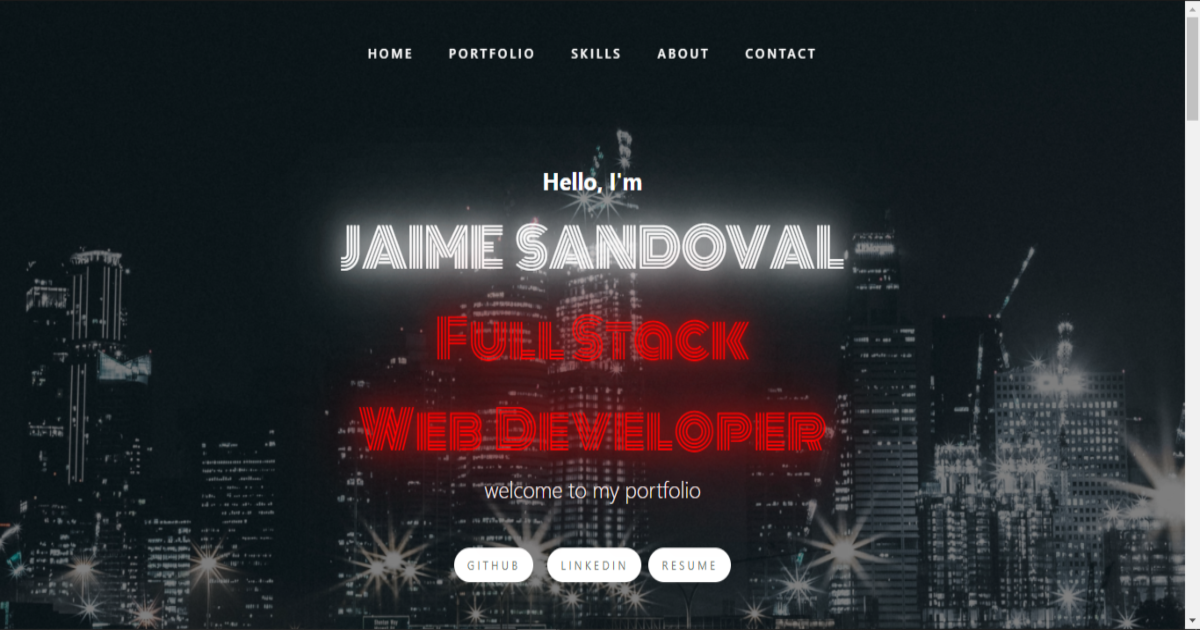 HOME PORTFOLIO SKILLS ABOUT CONTACT
Hello, I'm
JAIME SANDOVAL
FULL STACK
WEB DEVELOPER
welcome to my portfolio
GITHUB LINKEDIN RESUME